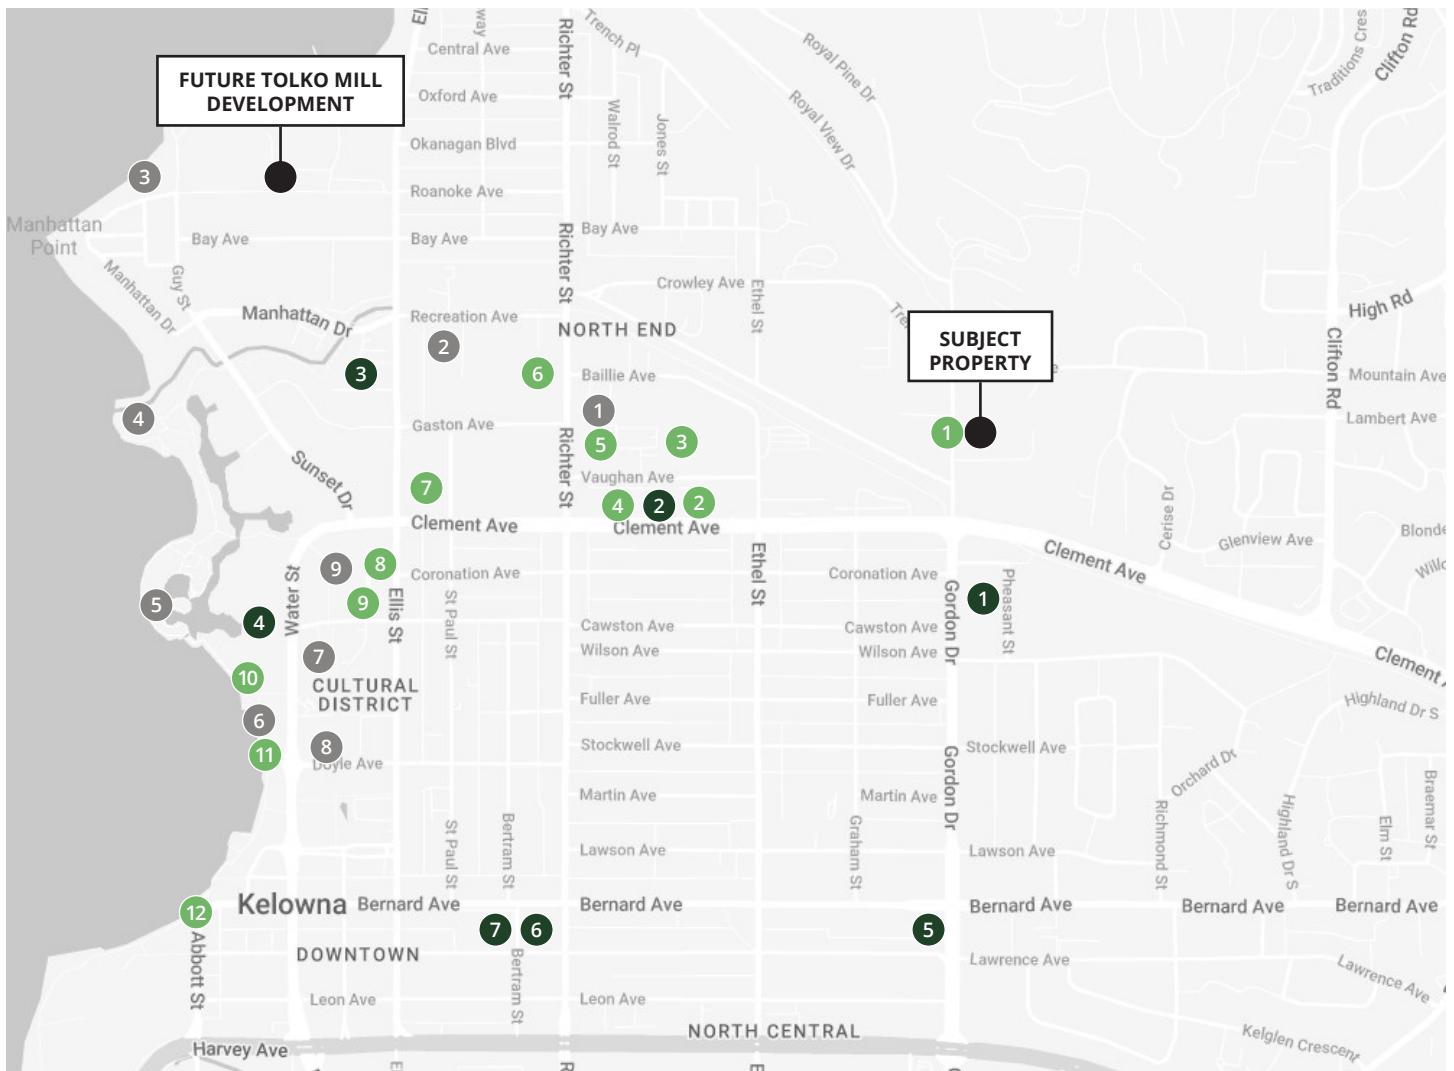 Richter St
Trench Pl
Central Ave
Royal Pine Dr
Traditions Cres
Clifton Rd
FUTURE TOLKO MILL
DEVELOPMENT
Oxford Ave
Walrod St
Jones St
Royal View Dr
Okanagan Blvd
3
Roanoke Ave
Manhattan
Point
Bay Ave
Bay Ave
Richter St
Bay Ave
Manhattan Dr
Guy St
Crowley Ave
Ethel St
High Rd
Manhattan Dr
Recreation Ave
NORTH END
SUBJECT
PROPERTY
Clifton Rd
2
3
6
Baillie Ave
Mountain Ave
4
1
Lambert Ave
Gaston Ave
Richter St
5
3
1
Sunset Dr
7
Vaughan Ave
4
2
2
Clement Ave
Clement Ave
Cerise Dr
Glenview Ave
Clement Ave
9
8
Coronation Ave
Ethel St
Coronation Ave
Gordon Dr
Pheasant St
1
5
Water St
9
Ellis St
St Paul St
4
Cawston Ave
Cawston Ave
7
Wilson Ave
Wilson Ave
10
CULTURAL
DISTRICT
Fuller Ave
Fuller Ave
Highland Dr S
6
11
8
Doyle Ave
Stockwell Ave
Gordon Dr
Stockwell Ave
Orchard Dr
Martin Ave
Martin Ave
Richmond St
Highland Dr S
Elm St
Braemar St
St Paul St
Bertram St
Lawson Ave
Graham St
Lawson Ave
12
Kelowna
Bernard Ave
Bernard Ave
Bernard Ave
Bernard Ave
Bernard Ave
7
6
5
Abbott St
DOWNTOWN
Bertram St
Lawrence Ave
Lawrence Ave
Leon Ave
Leon Ave
Harvey Ave
NORTH CENTRAL
Kelglen Crescent